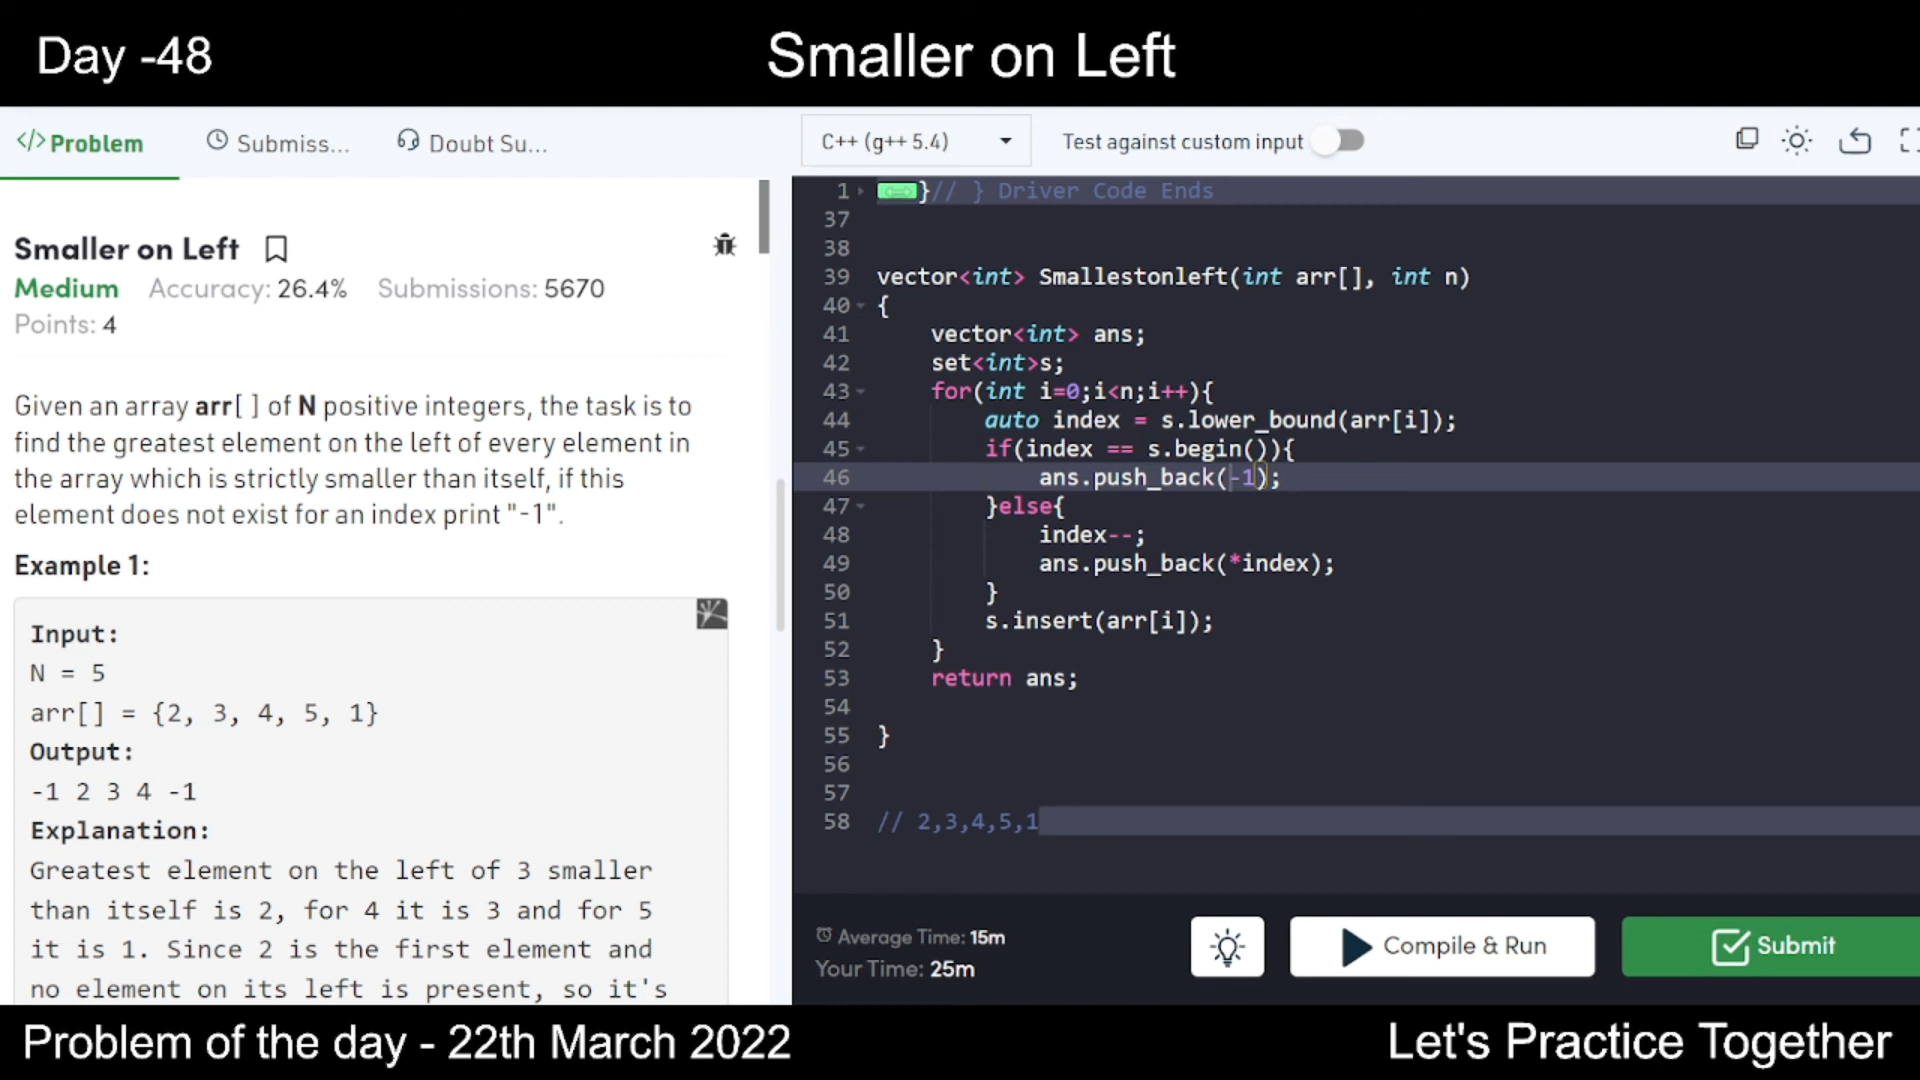 Day -48
Smaller on Left
</> Problem
Submiss...
Doubt Su...
C++ (g++ 5.4)
Test against custom input
Smaller on Left
Medium Accuracy: 26.4% Submissions: 5670
Points: 4
Given an array arr[ ] of N positive integers, the task is to
find the greatest element on the left of every element in
the array which is strictly smaller than itself, if this
element does not exist for an index print "-1".
Example 1:
Input:
N = 5
arr[] = {2, 3, 4, 5, 1}
Output:
-1 2 3 4 -1
Explanation:
Greatest element on the left of 3 smaller
than itself is 2, for 4 it is 3 and for 5
it is 1. Since 2 is the first element and
no element on its left is present, so it's
1 }// } Driver Code Ends
37
38
39 vector<int> Smallestonleft(int arr[], int n)
40 {
41 vector<int> ans;
42 set<int>s;
43 for(int i=0;i<n;i++){
44 auto index = s.lower_bound(arr[i]);
45 if(index == s.begin()){
46 ans.push_back(-1);
47 }else{
48 index--;
49 ans.push_back(*index);
50 }
51 s.insert(arr[i]);
52 }
53 return ans;
54
55 }
56
57
58 // 2,3,4,5,1
Average Time: 15m
Your Time: 25m
Compile & Run
Submit
Problem of the day - 22th March 2022
Let's Practice Together